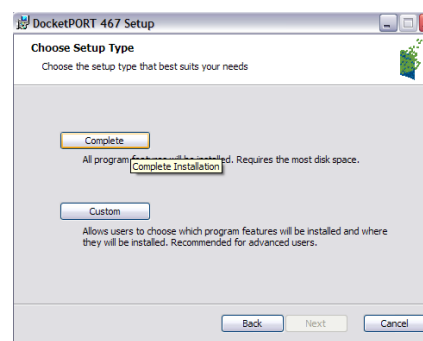 DocketPORT 467 Setup
Choose Setup Type
Choose the setup type that best suits your needs
Complete
All program features will be installed. Requires the most disk space.
Complete Installation
Custom
Allows users to choose which program features will be installed and where
they will be installed. Recommended for advanced users.
Back Next Cancel